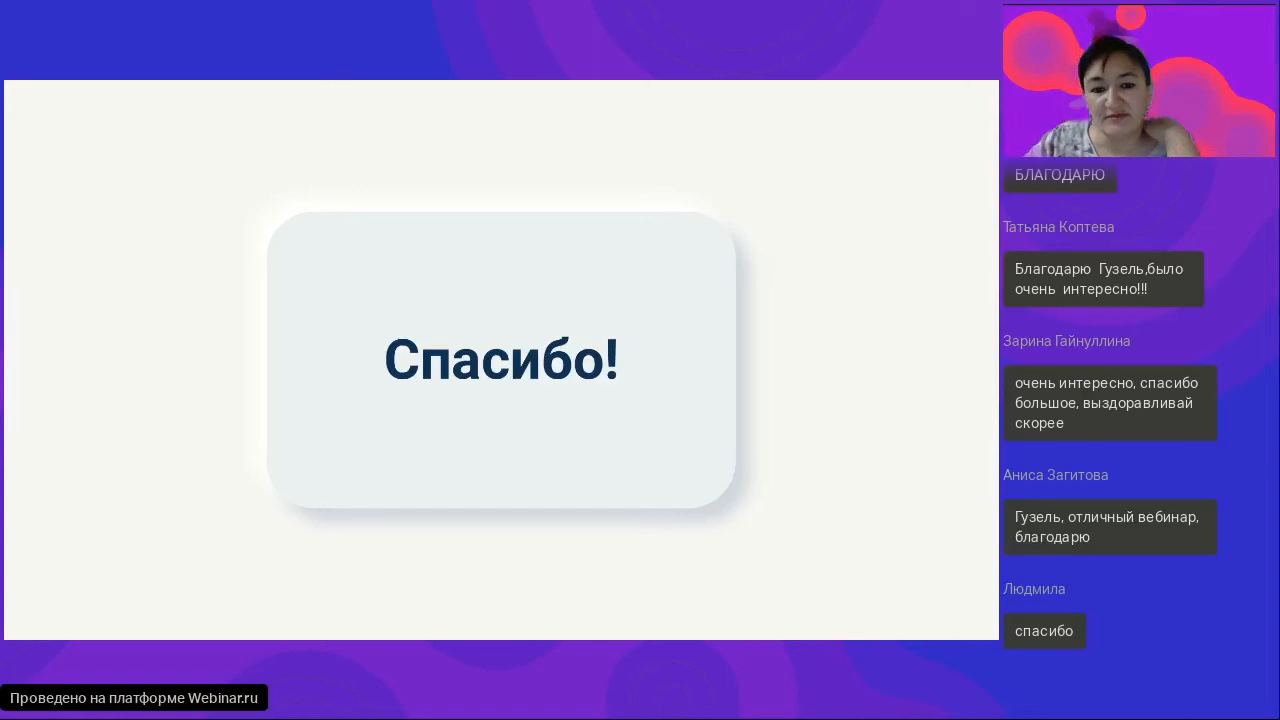 Спасибо!
БЛАГОДАРЮ
Татьяна Коптева
Благодарю Гузель,было
очень интересно!!!
Зарина Гайнуллина
очень интересно, спасибо
большое, выздоравливай
скорее
Аниса Загитова
Гузель, отличный вебинар,
благодарю
Людмила
спасибо
Проведено на платформе Webinar.ru